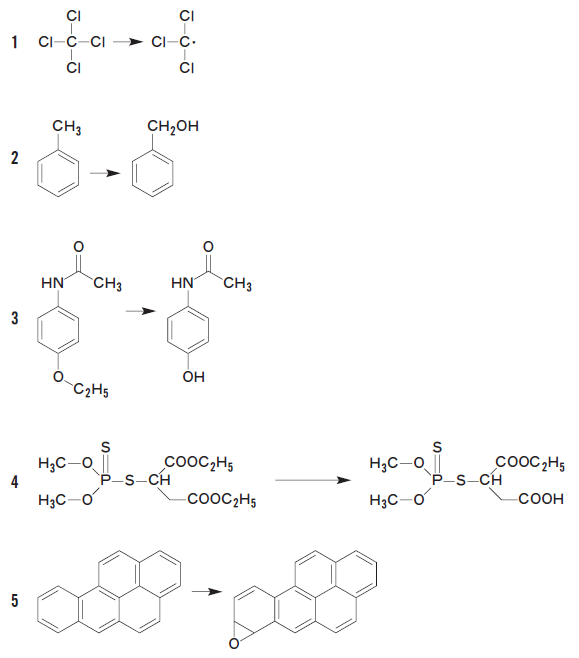 Cl Cl
1 Cl-C-Cl Cl-C·
Cl Cl
CH₃ CH₂OH
2
O O
HN CH₃ HN CH₃
3
O OH
C₂H₅
S S
H₃C-O COOC₂H₅ H₃C-O COOC₂H₅
4 P-S-CH P-S-CH
H₃C-O COOC₂H₅ H₃C-O COOH
5
O